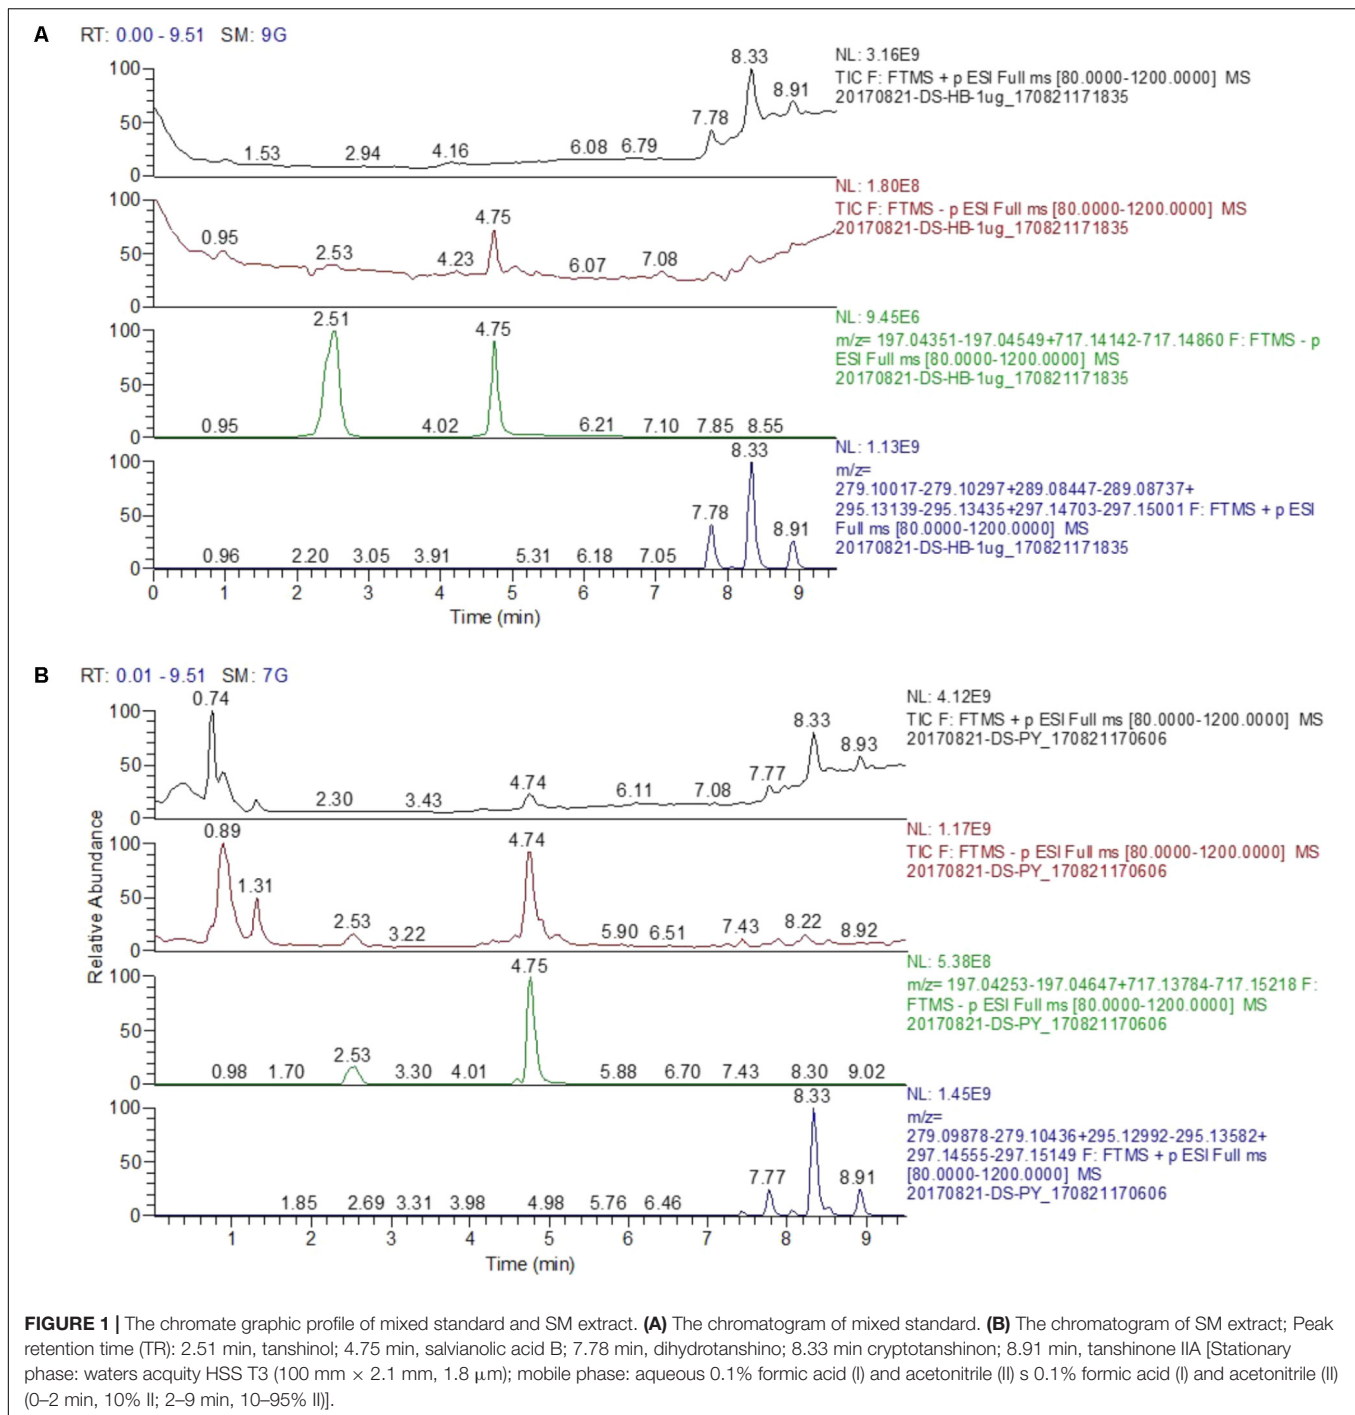 A RT: 0.00 - 9.51 SM: 9G
NL: 3.16E9
TIC F: FTMS + p ESI Full ms [80.0000-1200.0000] MS
20170821-DS-HB-1ug_170821171835
100
50
0
1.53 2.94 4.16 6.08 6.79 7.78 8.33 8.91
NL: 1.80E8
TIC F: FTMS - p ESI Full ms [80.0000-1200.0000] MS
20170821-DS-HB-1ug_170821171835
100
50
0
0.95 2.53 4.23 4.75 6.07 7.08
NL: 9.45E6
m/z= 197.04351-197.04549+717.14142-717.14860 F: FTMS - p
ESI Full ms [80.0000-1200.0000] MS
20170821-DS-HB-1ug_170821171835
100
50
0
0.95 2.51 4.02 4.75 6.21 7.10 7.85 8.55
NL: 1.13E9
m/z=
279.10017-279.10297+289.08447-289.08737+
295.13139-295.13435+297.14703-297.15001 F: FTMS + p ESI
Full ms [80.0000-1200.0000] MS
20170821-DS-HB-1ug_170821171835
100
50
0
0.96 2.20 3.05 3.91 5.31 6.18 7.05 7.78 8.33 8.91
0 1 2 3 4 5 6 7 8 9
Time (min)
B RT: 0.01 - 9.51 SM: 7G
NL: 4.12E9
TIC F: FTMS + p ESI Full ms [80.0000-1200.0000] MS
20170821-DS-PY_170821170606
100
50
0
0.74 2.30 3.43 4.74 6.11 7.08 7.77 8.33 8.93
Relative Abundance
NL: 1.17E9
TIC F: FTMS - p ESI Full ms [80.0000-1200.0000] MS
20170821-DS-PY_170821170606
100
50
0
0.89 1.31 2.53 3.22 4.74 5.90 6.51 7.43 8.22 8.92
NL: 5.38E8
m/z= 197.04253-197.04647+717.13784-717.15218 F:
FTMS - p ESI Full ms [80.0000-1200.0000] MS
20170821-DS-PY_170821170606
100
50
0
0.98 1.70 2.53 3.30 4.01 4.75 5.88 6.70 7.43 8.30 9.02
NL: 1.45E9
m/z=
279.09878-279.10436+295.12992-295.13582+
297.14555-297.15149 F: FTMS + p ESI Full ms
[80.0000-1200.0000] MS
20170821-DS-PY_170821170606
100
50
0
1.85 2.69 3.31 3.98 4.98 5.76 6.46 7.77 8.33 8.91
1 2 3 4 5 6 7 8 9
Time (min)
FIGURE 1 | The chromate graphic profile of mixed standard and SM extract. (A) The chromatogram of mixed standard. (B) The chromatogram of SM extract; Peak
retention time (TR): 2.51 min, tanshinol; 4.75 min, salvianolic acid B; 7.78 min, dihydrotanshino; 8.33 min cryptotanshinon; 8.91 min, tanshinone IIA [Stationary
phase: waters acquity HSS T3 (100 mm × 2.1 mm, 1.8 μm); mobile phase: aqueous 0.1% formic acid (I) and acetonitrile (II) s 0.1% formic acid (I) and acetonitrile (II)
(0–2 min, 10% II; 2–9 min, 10–95% II)].